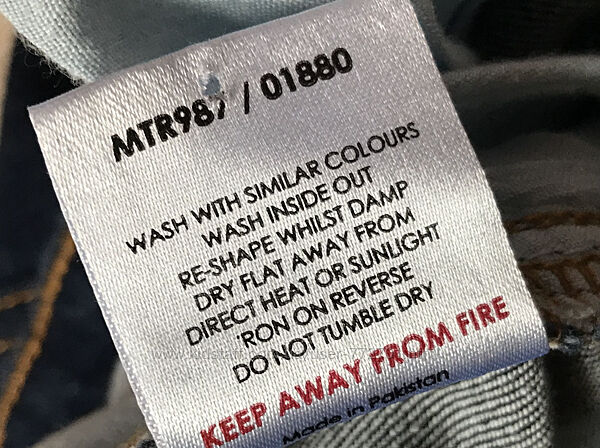 MTR987 / 01880
WASH WITH SIMILAR COLOURS
WASH INSIDE OUT
RE-SHAPE WHILST DAMP
DRY FLAT AWAY FROM
DIRECT HEAT OR SUNLIGHT
'RON ON REVERSE
DO NOT TUMBLE DRY
KEEP AWAY FROM FIRE
Made in Pakistan